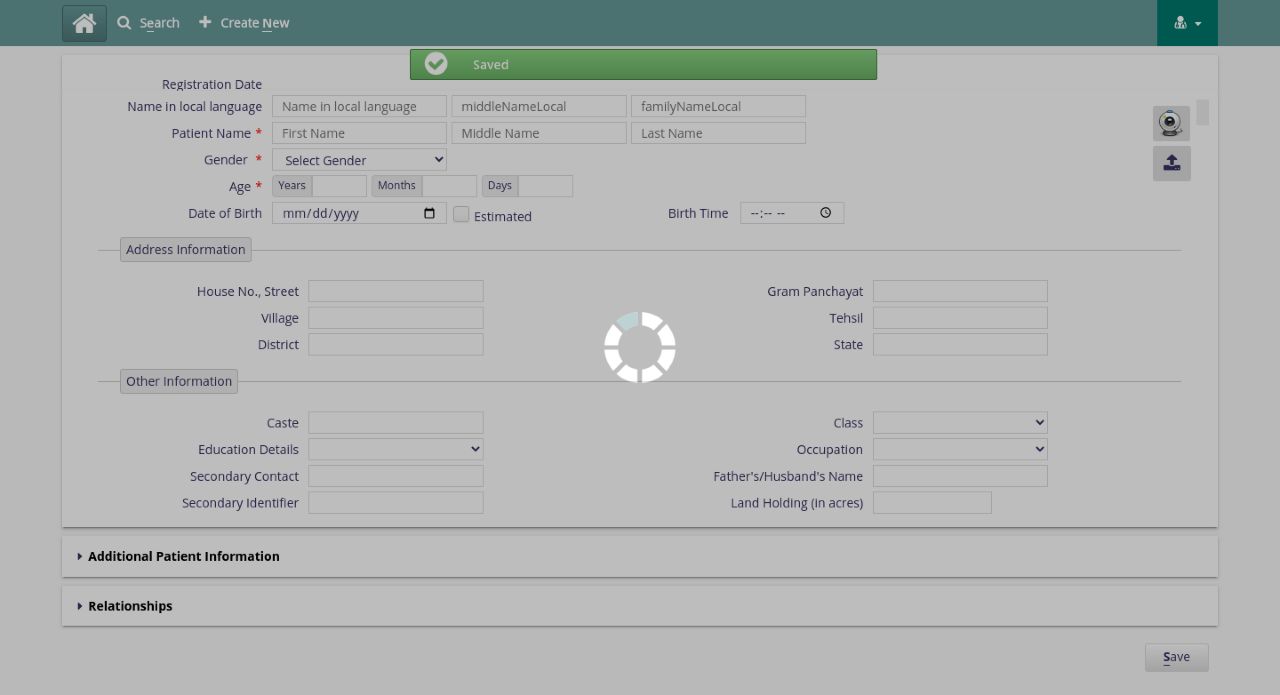 Search Create New
Saved
Registration Date
Name in local language Name in local language middleNameLocal familyNameLocal
Patient Name * First Name Middle Name Last Name
Gender * Select Gender
Age * Years Months Days
Date of Birth mm/dd/yyyy Estimated Birth Time --:-- --
Address Information
House No., Street Gram Panchayat
Village Tehsil
District State
Other Information
Caste Class
Education Details Occupation
Secondary Contact Father's/Husband's Name
Secondary Identifier Land Holding (in acres)
Additional Patient Information
Relationships
Save